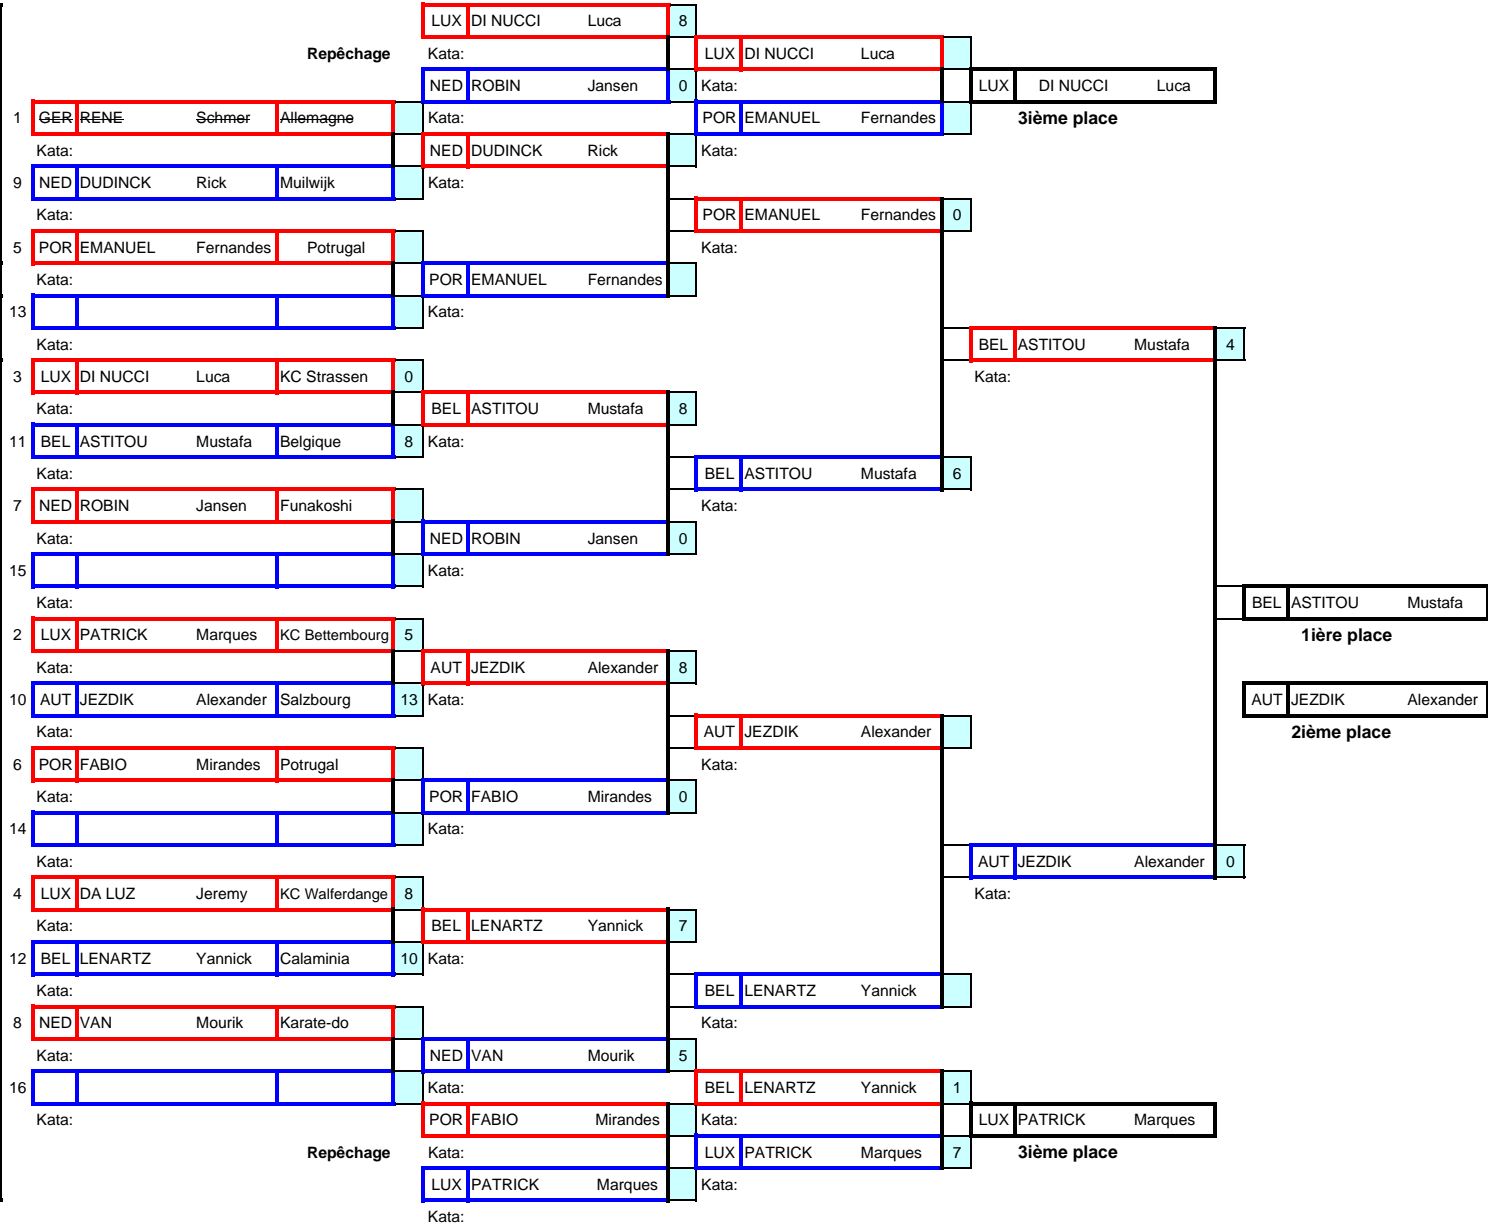 LUX DI NUCCI Luca 8
Repêchage Kata: LUX DI NUCCI Luca
NED ROBIN Jansen 0 Kata: LUX DI NUCCI Luca
1 GER RENE Schmer Allemagne Kata: POR EMANUEL Fernandes 3ième place
Kata: NED DUDINCK Rick Kata:
9 NED DUDINCK Rick Muilwijk Kata:
Kata: POR EMANUEL Fernandes 0
5 POR EMANUEL Fernandes Potrugal Kata:
Kata: POR EMANUEL Fernandes
13 Kata:
Kata: BEL ASTITOU Mustafa 4
3 LUX DI NUCCI Luca KC Strassen 0 Kata:
Kata: BEL ASTITOU Mustafa 8
11 BEL ASTITOU Mustafa Belgique 8 Kata:
Kata: BEL ASTITOU Mustafa 6
7 NED ROBIN Jansen Funakoshi Kata:
Kata: NED ROBIN Jansen 0
15 Kata:
Kata: BEL ASTITOU Mustafa
2 LUX PATRICK Marques KC Bettembourg 5 1ière place
Kata: AUT JEZDIK Alexander 8
10 AUT JEZDIK Alexander Salzbourg 13 Kata: AUT JEZDIK Alexander
Kata: AUT JEZDIK Alexander 2ième place
6 POR FABIO Mirandes Potrugal Kata:
Kata: POR FABIO Mirandes 0
14 Kata:
Kata: AUT JEZDIK Alexander 0
4 LUX DA LUZ Jeremy KC Walferdange 8 Kata:
Kata: BEL LENARTZ Yannick 7
12 BEL LENARTZ Yannick Calaminia 10 Kata:
Kata: BEL LENARTZ Yannick
8 NED VAN Mourik Karate-do Kata:
Kata: NED VAN Mourik 5
16 Kata: BEL LENARTZ Yannick 1
Kata: POR FABIO Mirandes Kata: LUX PATRICK Marques
Repêchage Kata: LUX PATRICK Marques 7 3ième place
LUX PATRICK Marques Kata:
Kata: